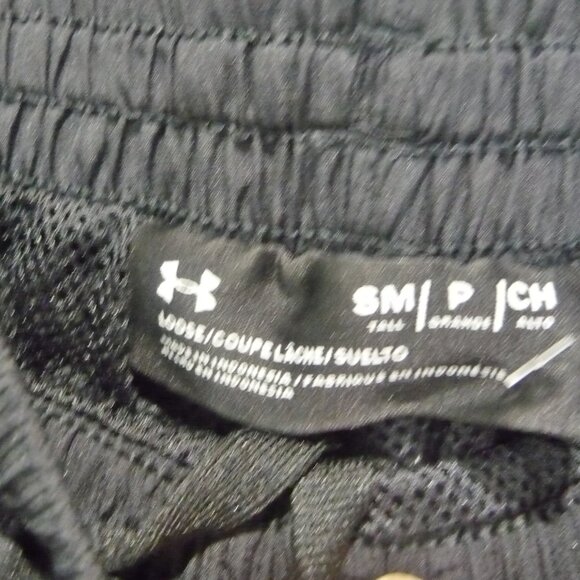 SM/P/CH
TALL GRANDE ALTO
LOOSE/COUPE LÂCHE/SUELTO
MADE IN INDONESIA/FABRIQUÉ EN INDONÉSIE
HECHO EN INDONESIA